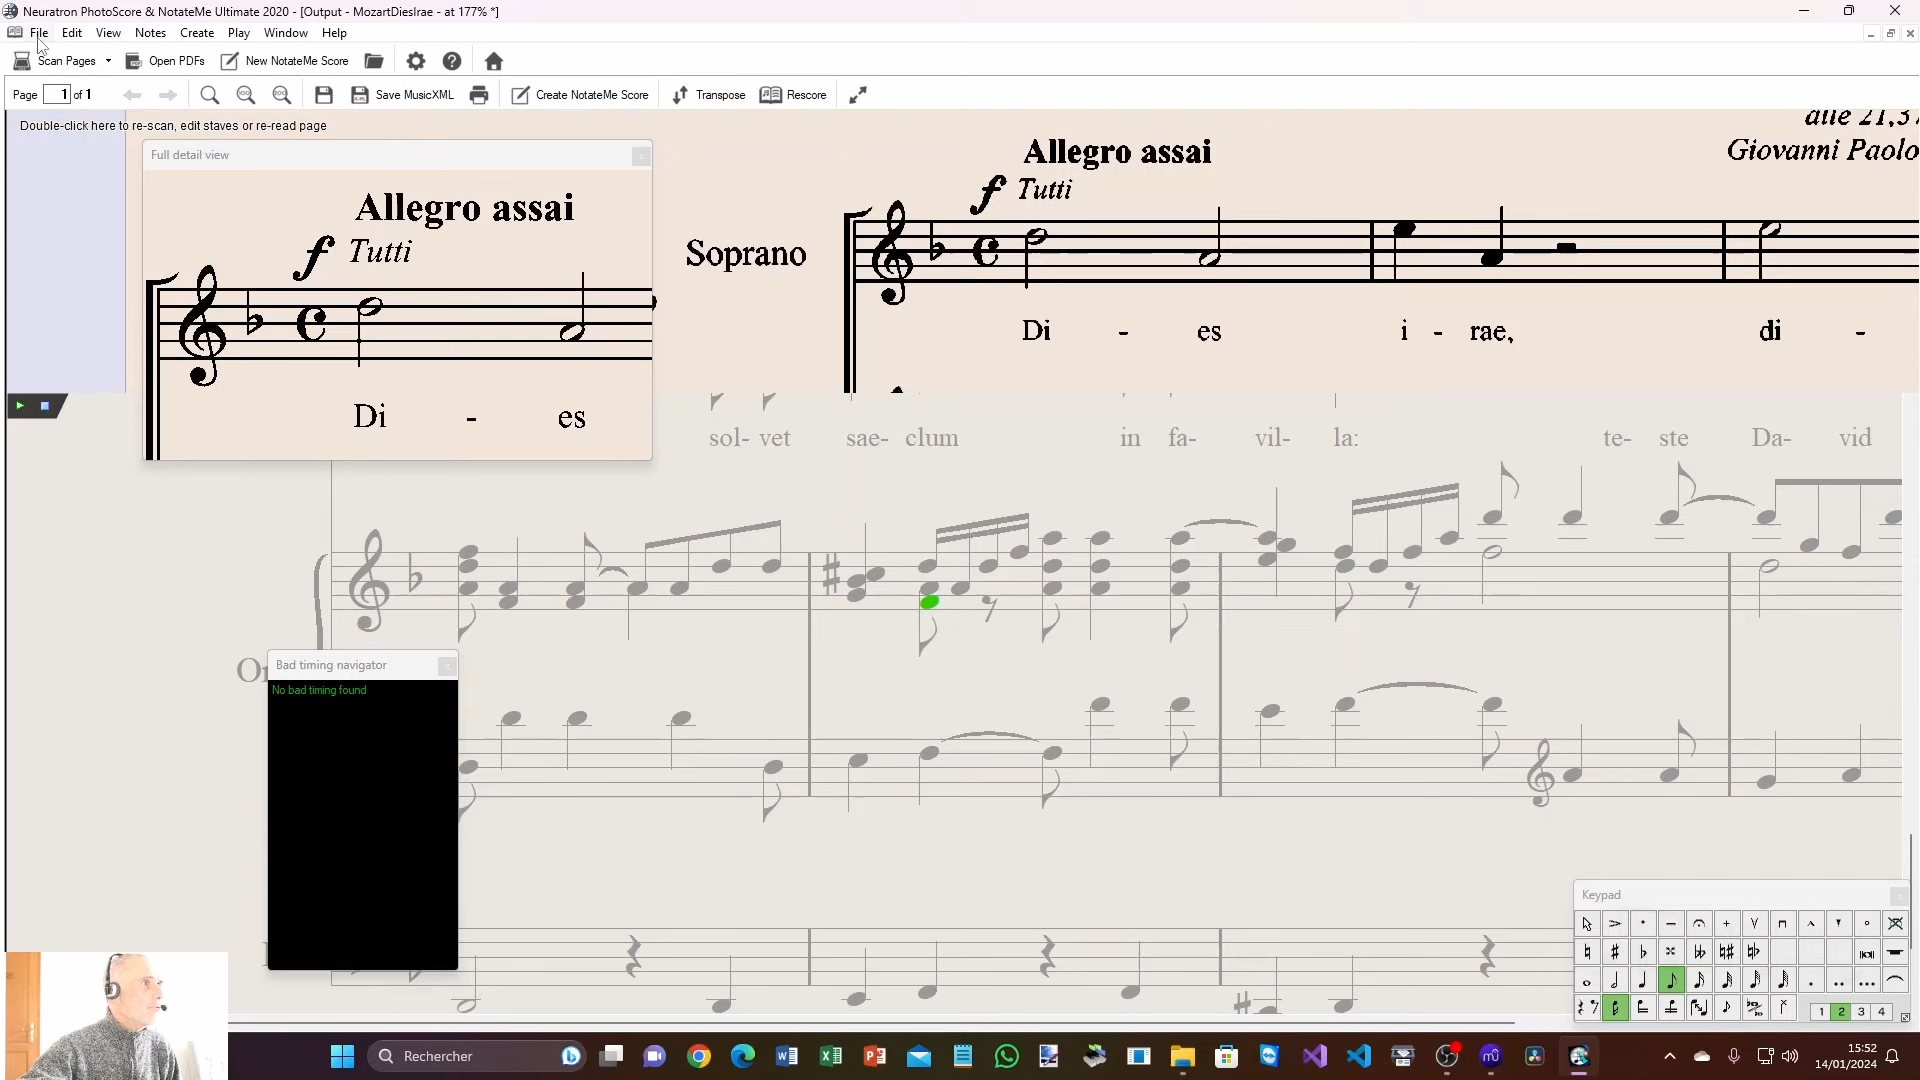 Neuratron PhotoScore & NotateMe Ultimate 2020 - [Output - MozartDiesIrae - at 177% *]
File Edit View Notes Create Play Window Help
Scan Pages Open PDFs New NotateMe Score
Page 1 of 1 Save MusicXML Create NotateMe Score Transpose Rescore
Double-click here to re-scan, edit staves or re-read page
alle 21,3
Allegro assai
Giovanni Paolo
f Tutti
Soprano
Di - es i - rae, di -
Full detail view
Allegro assai
f Tutti
Di - es
sol- vet sae- clum in fa- vil- la: te- ste Da- vid
Bad timing navigator
No bad timing found
Keypad
1 2 3 4
Rechercher
15:52
14/01/2024